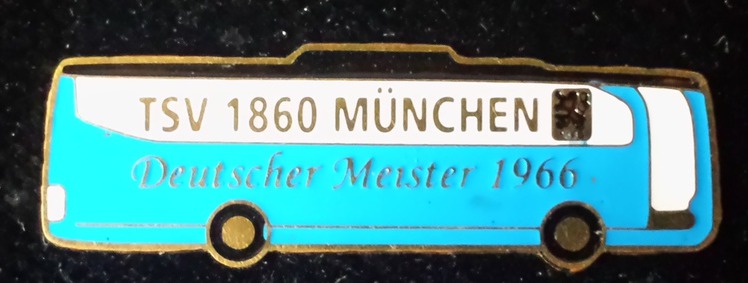 TSV 1860 MÜNCHEN
Deutscher Meister 1966